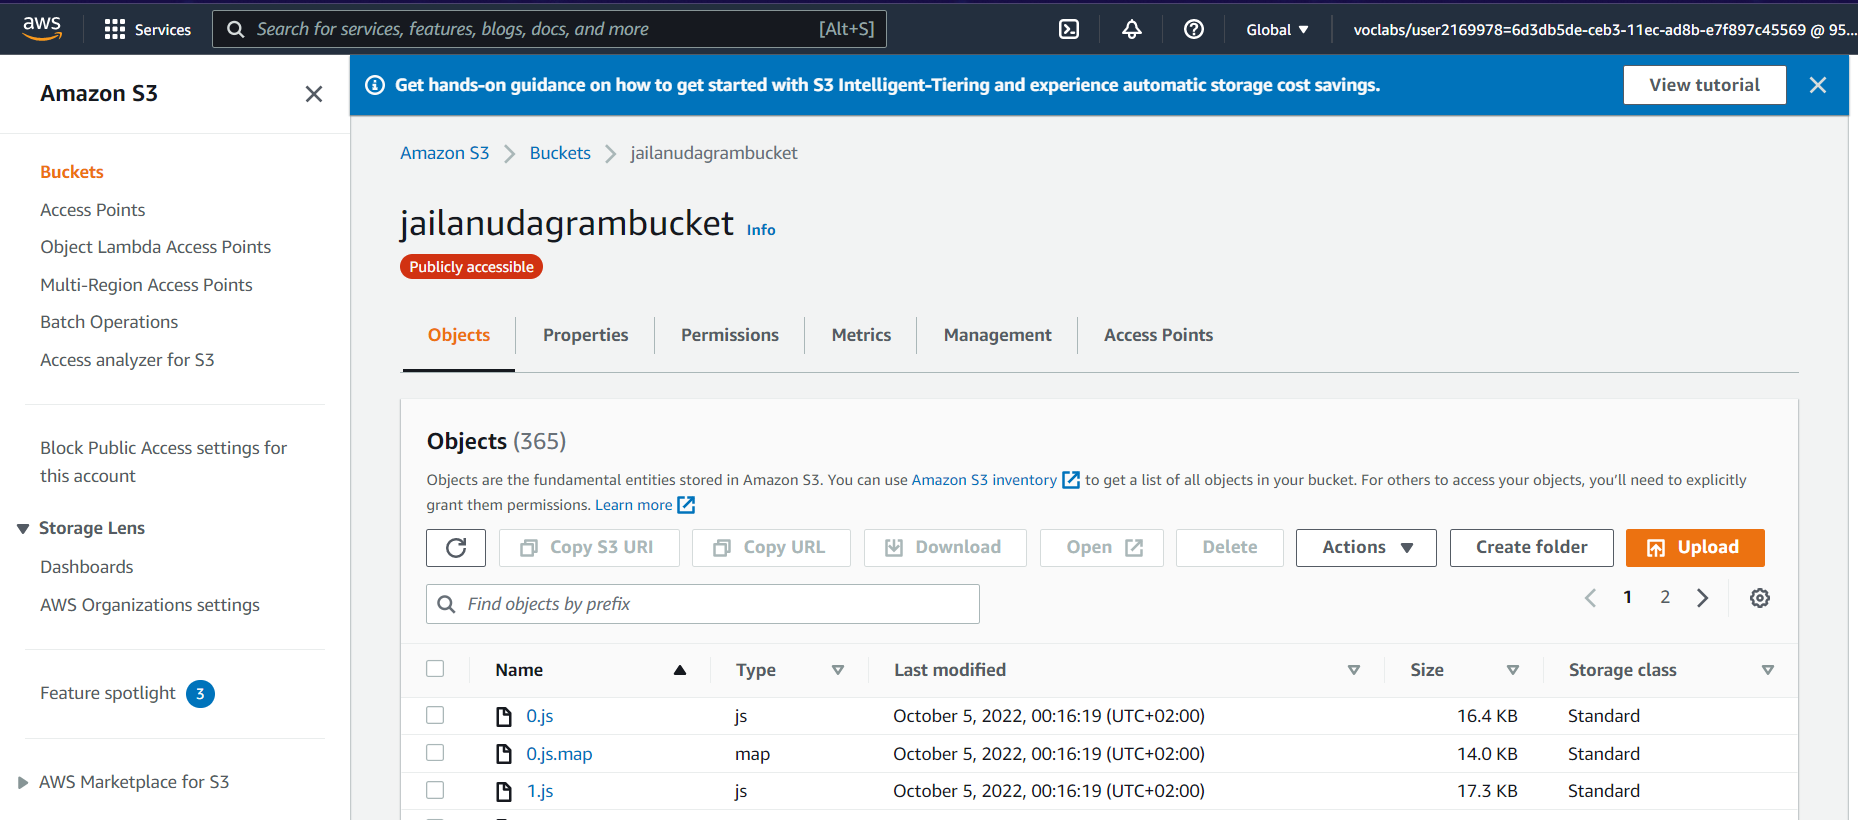 aws
Services
Search for services, features, blogs, docs, and more [Alt+S]
Global
voclabs/user2169978=6d3db5de-ceb3-11ec-ad8b-e7f897c45569 @ 95...
Amazon S3
Buckets
Access Points
Object Lambda Access Points
Multi-Region Access Points
Batch Operations
Access analyzer for S3
Block Public Access settings for
this account
Storage Lens
Dashboards
AWS Organizations settings
Feature spotlight 3
AWS Marketplace for S3
Get hands-on guidance on how to get started with S3 Intelligent-Tiering and experience automatic storage cost savings.
View tutorial
Amazon S3 Buckets jailanudagrambucket
jailanudagrambucket Info
Publicly accessible
Objects Properties Permissions Metrics Management Access Points
Objects (365)
Objects are the fundamental entities stored in Amazon S3. You can use Amazon S3 inventory to get a list of all objects in your bucket. For others to access your objects, you'll need to explicitly
grant them permissions. Learn more
Copy S3 URI Copy URL Download Open Delete Actions Create folder Upload
Find objects by prefix
1 2
Name Type Last modified Size Storage class
0.js js October 5, 2022, 00:16:19 (UTC+02:00) 16.4 KB Standard
0.js.map map October 5, 2022, 00:16:19 (UTC+02:00) 14.0 KB Standard
1.js js October 5, 2022, 00:16:19 (UTC+02:00) 17.3 KB Standard